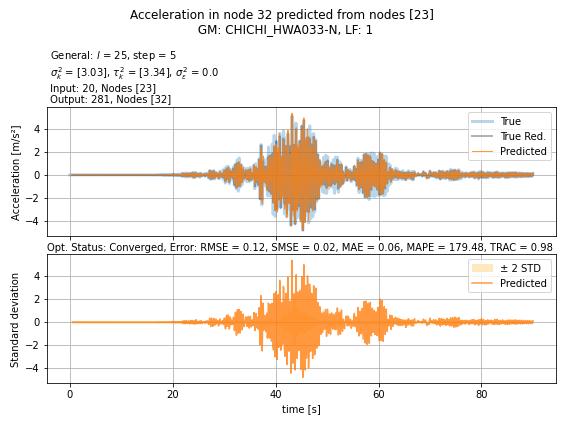 Acceleration in node 32 predicted from nodes [23]
GM: CHICHI_HWA033-N, LF: 1
General: l = 25, step = 5
σ²ₖ = [3.03], τ²ₖ = [3.34], σ²ε = 0.0
Input: 20, Nodes [23]
Output: 281, Nodes [32]
Acceleration [m/s²]
4
2
0
−2
−4
True
True Red.
Predicted
Opt. Status: Converged, Error: RMSE = 0.12, SMSE = 0.02, MAE = 0.06, MAPE = 179.48, TRAC = 0.98
Standard deviation
4
2
0
−2
−4
± 2 STD
Predicted
0
20
40
60
80
time [s]